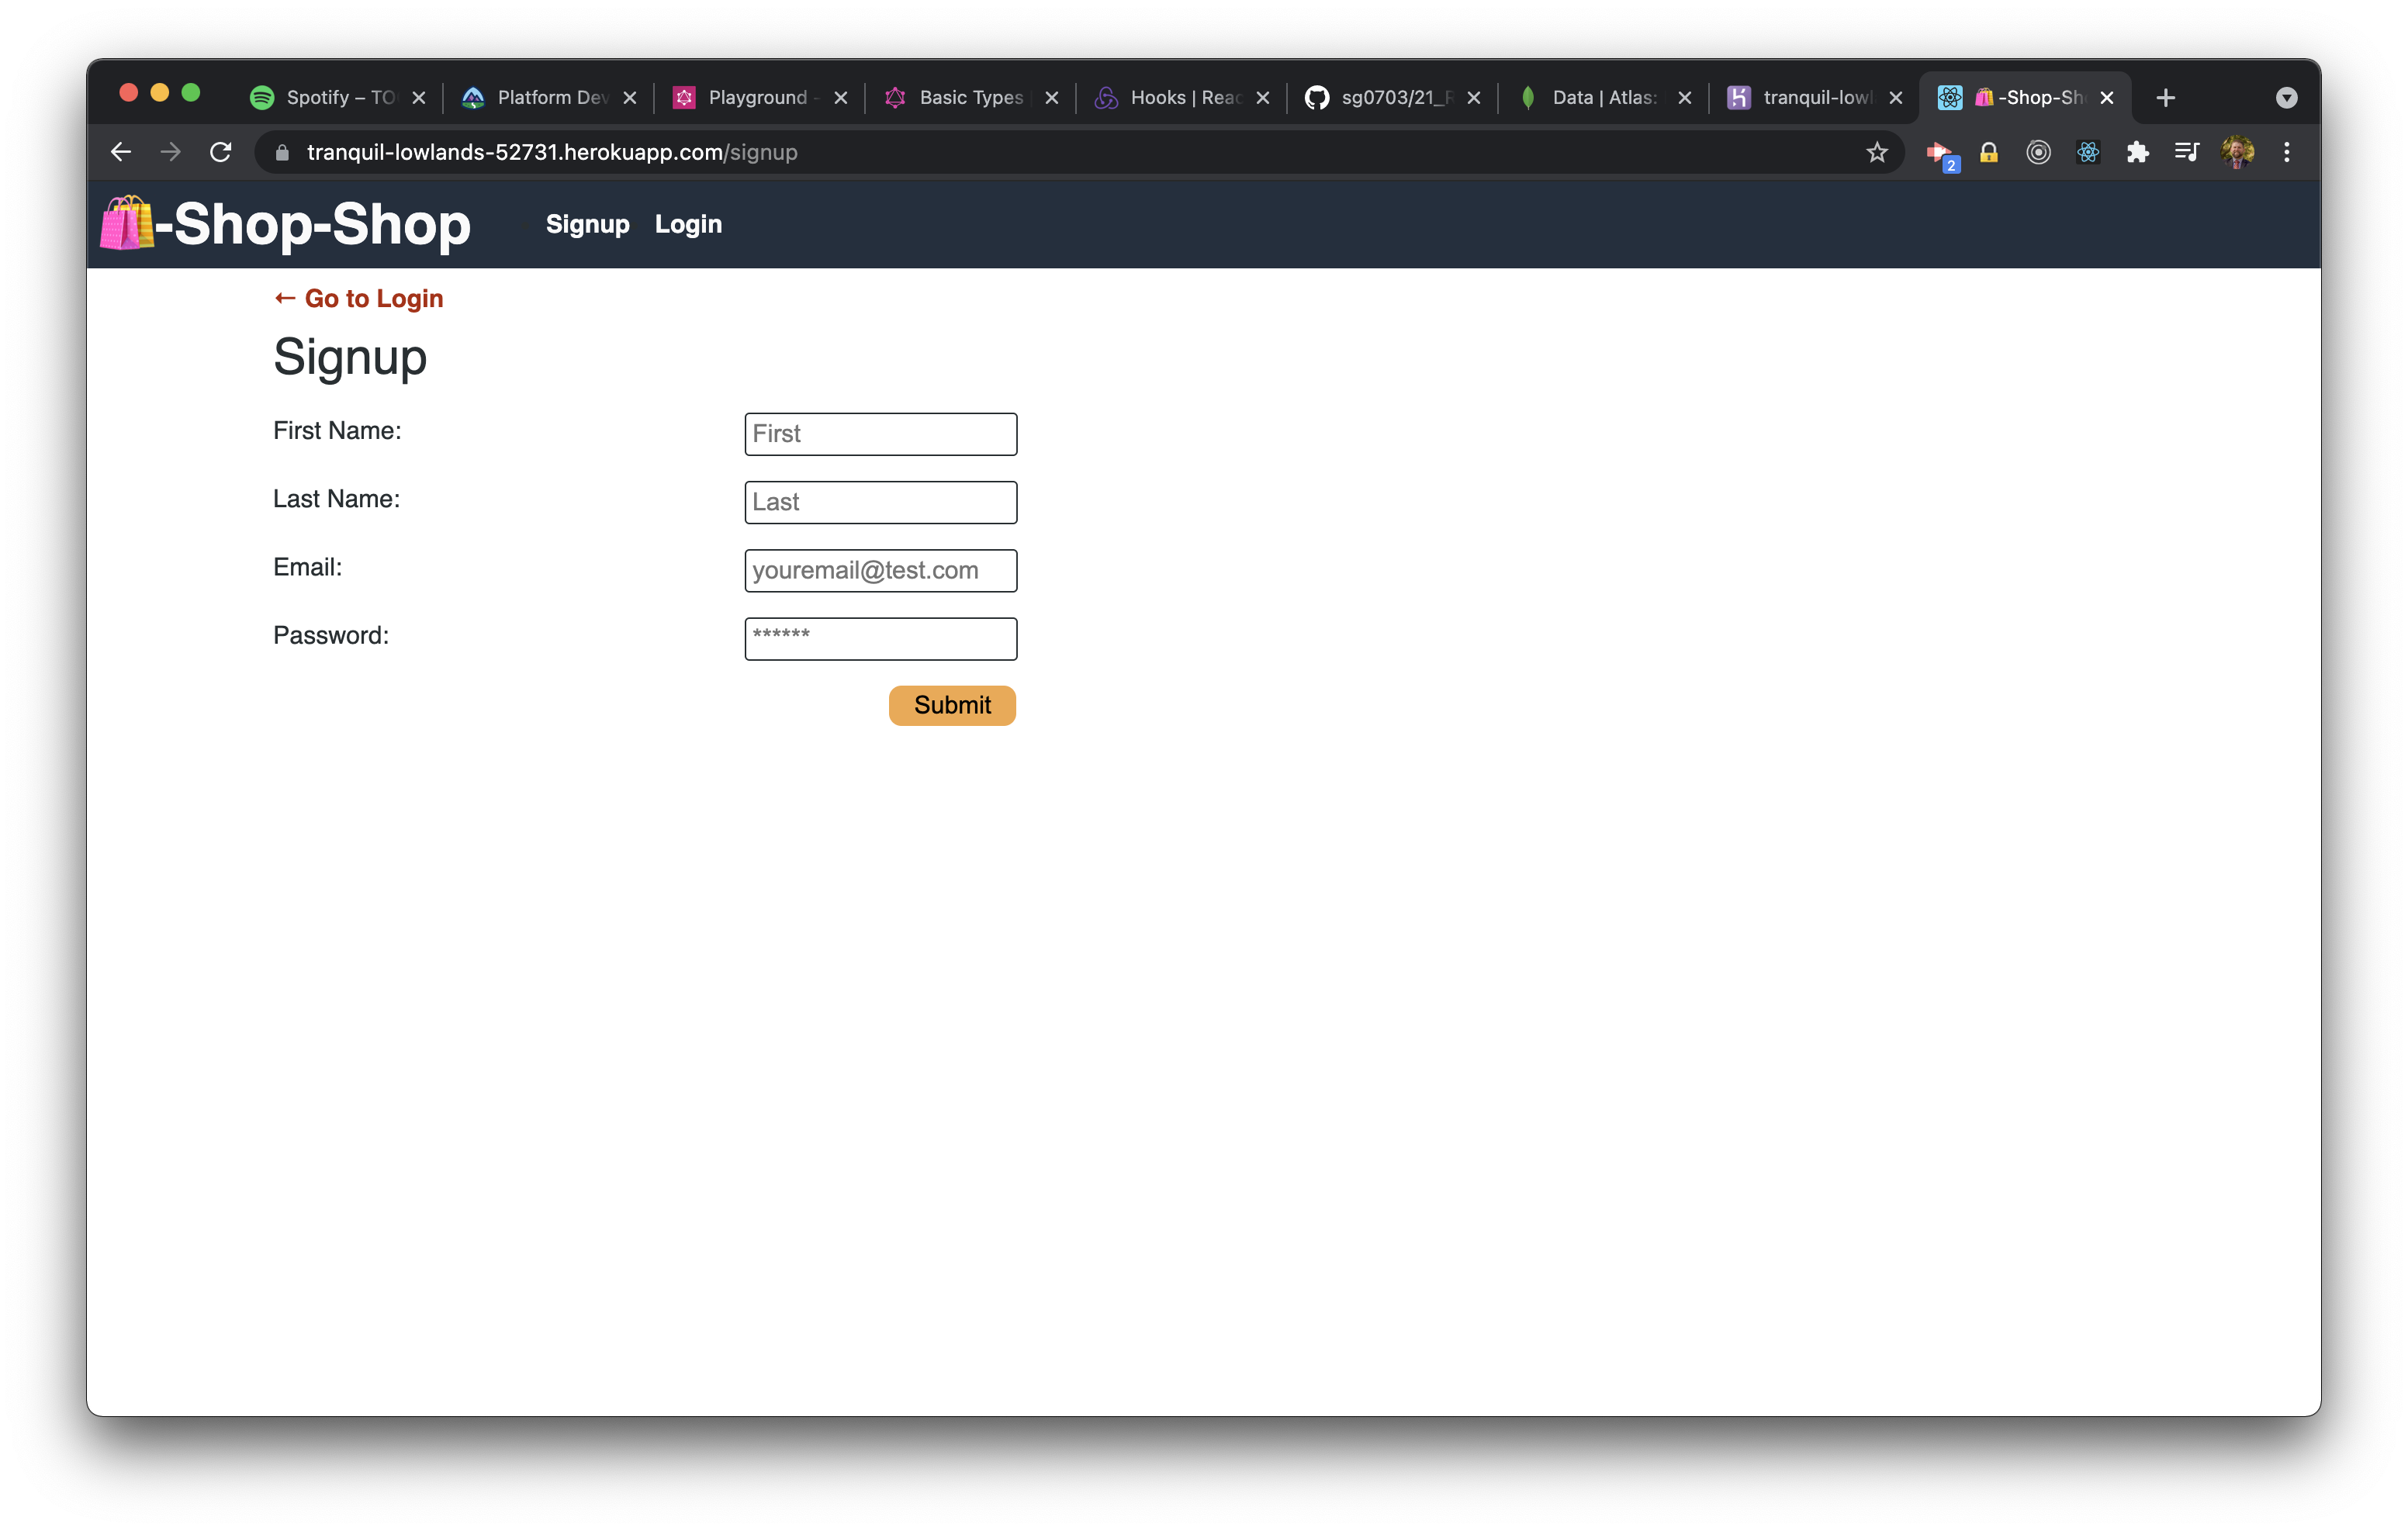 Spotify – TO
Platform Dev
Playground -
Basic Types
Hooks | Reac
sg0703/21_R
Data | Atlas:
tranquil-lowl
-Shop-Sh
tranquil-lowlands-52731.herokuapp.com/signup
2
-Shop-Shop
Signup Login
← Go to Login
Signup
First Name: First
Last Name: Last
Email: youremail@test.com
Password: ******
Submit